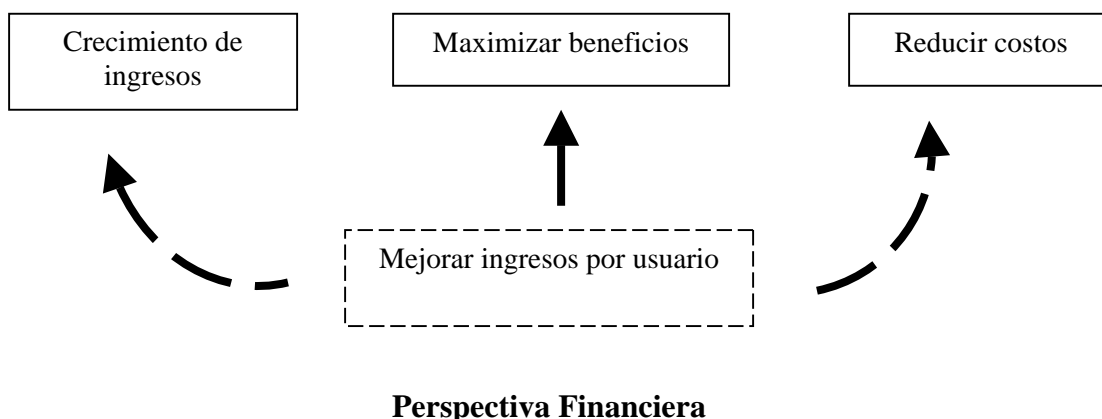 Crecimiento de
ingresos
Maximizar beneficios
Reducir costos
Mejorar ingresos por usuario
Perspectiva Financiera